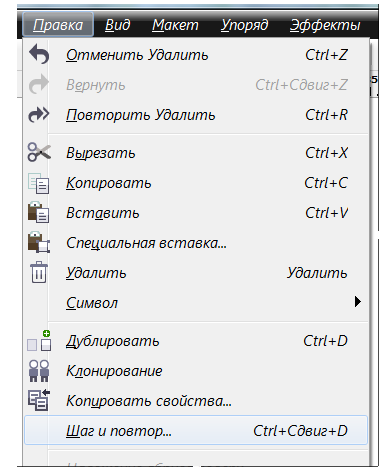 Правка Вид Макет Упоряд Эффекты
Отменить Удалить Ctrl+Z
Вернуть Ctrl+Сдвиг+Z
Повторить Удалить Ctrl+R
Вырезать Ctrl+X
Копировать Ctrl+C
Вставить Ctrl+V
Специальная вставка...
Удалить Удалить
Символ
Дублировать Ctrl+D
Клонирование
Копировать свойства...
Шаг и повтор... Ctrl+Сдвиг+D